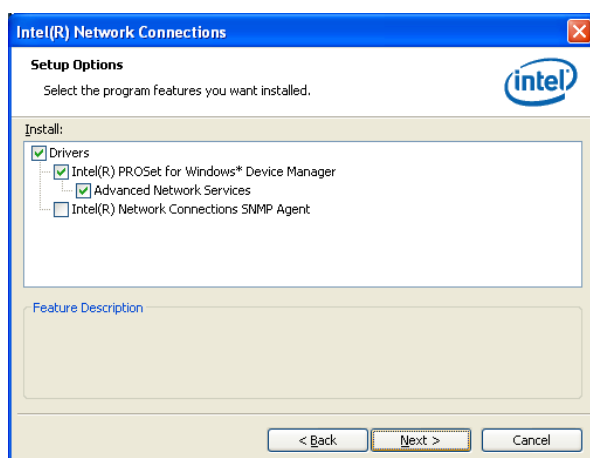 Intel(R) Network Connections
Setup Options
Select the program features you want installed.
intel
Install:
Drivers
Intel(R) PROSet for Windows* Device Manager
Advanced Network Services
Intel(R) Network Connections SNMP Agent
Feature Description
< Back
Next >
Cancel